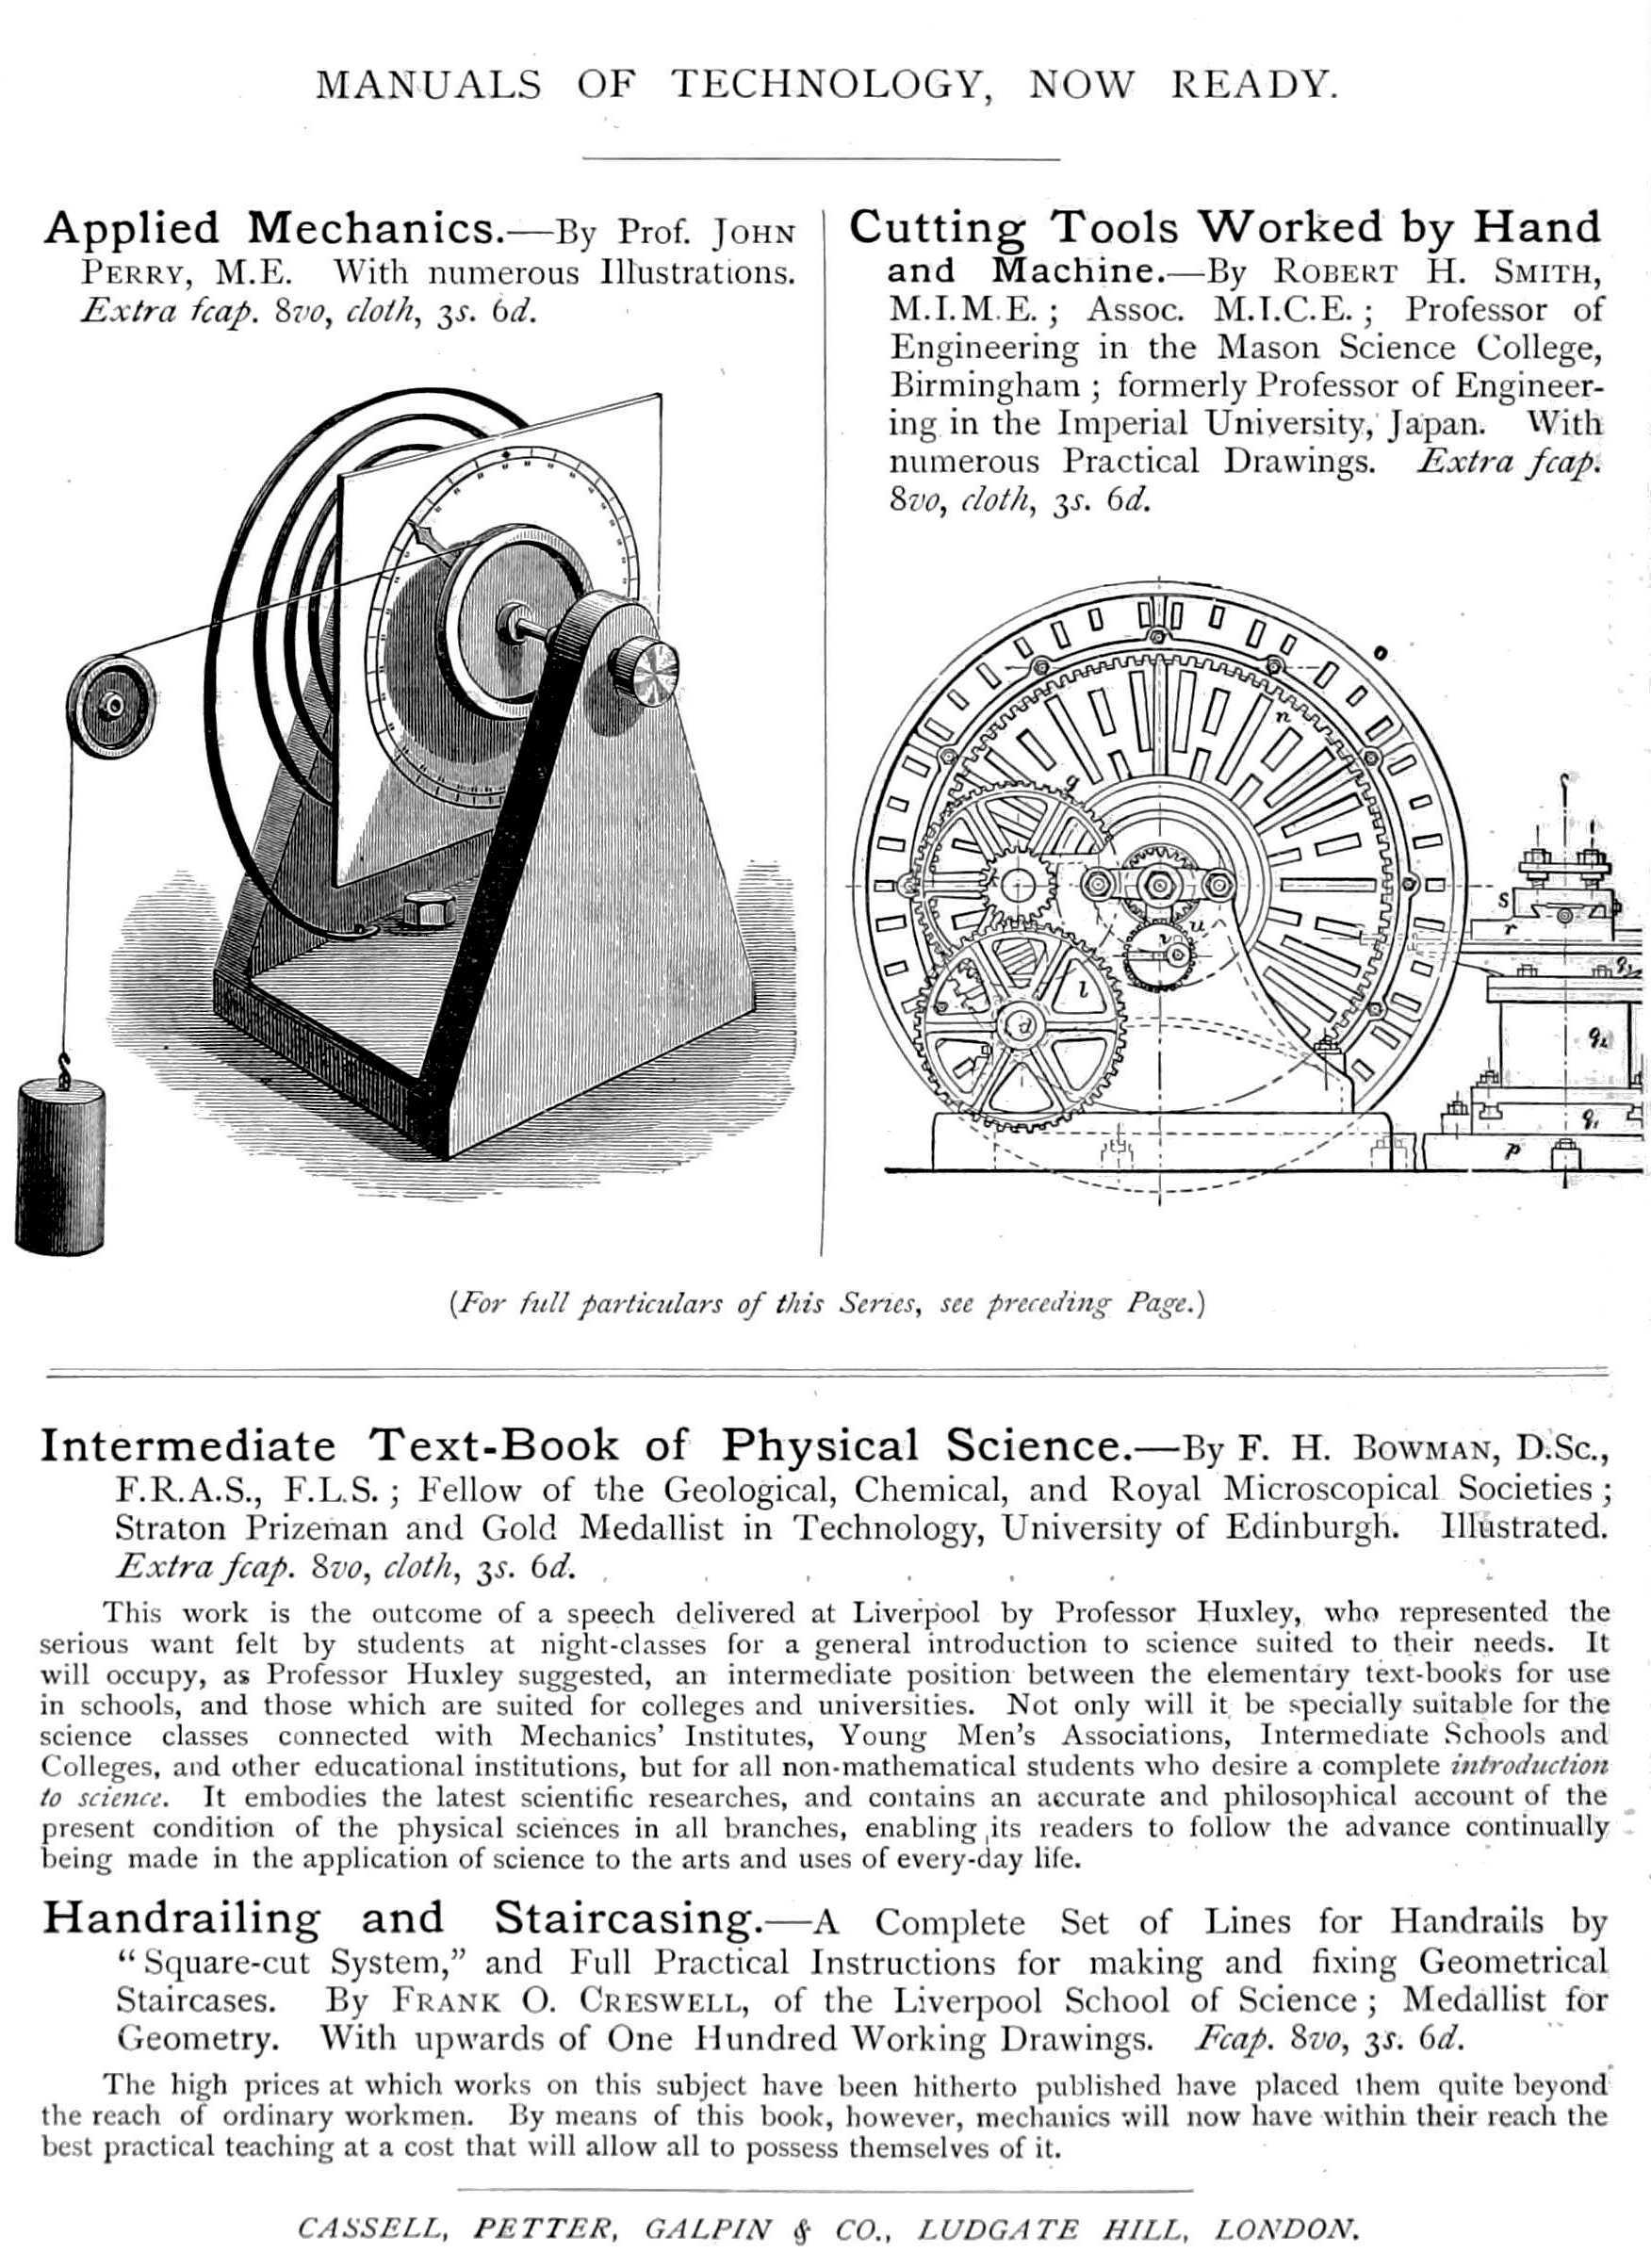 MANUALS OF TECHNOLOGY, NOW READY.
Applied Mechanics.—By Prof. JOHN
PERRY, M.E. With numerous Illustrations.
Extra fcap. 8vo, cloth, 3s. 6d.
Cutting Tools Worked by Hand
and Machine.—By ROBERT H. SMITH,
M.I.M.E.; Assoc. M.I.C.E.; Professor of
Engineering in the Mason Science College,
Birmingham; formerly Professor of Engineer-
ing in the Imperial University, Japan. With
numerous Practical Drawings. Extra fcap.
8vo, cloth, 3s. 6d.
o
n
q
u
v
l
d
s
r
q3
q2
q1
p
(For full particulars of this Series, see preceding Page.)
Intermediate Text-Book of Physical Science.—By F. H. BOWMAN, D.Sc.,
F.R.A.S., F.L.S.; Fellow of the Geological, Chemical, and Royal Microscopical Societies;
Straton Prizeman and Gold Medallist in Technology, University of Edinburgh. Illustrated.
Extra fcap. 8vo, cloth, 3s. 6d.
This work is the outcome of a speech delivered at Liverpool by Professor Huxley, who represented the
serious want felt by students at night-classes for a general introduction to science suited to their needs. It
will occupy, as Professor Huxley suggested, an intermediate position between the elementary text-books for use
in schools, and those which are suited for colleges and universities. Not only will it be specially suitable for the
science classes connected with Mechanics' Institutes, Young Men's Associations, Intermediate Schools and
Colleges, and other educational institutions, but for all non-mathematical students who desire a complete introduction
to science. It embodies the latest scientific researches, and contains an accurate and philosophical account of the
present condition of the physical sciences in all branches, enabling its readers to follow the advance continually
being made in the application of science to the arts and uses of every-day life.
Handrailing and Staircasing.—A Complete Set of Lines for Handrails by
"Square-cut System," and Full Practical Instructions for making and fixing Geometrical
Staircases. By FRANK O. CRESWELL, of the Liverpool School of Science; Medallist for
Geometry. With upwards of One Hundred Working Drawings. Fcap. 8vo, 3s. 6d.
The high prices at which works on this subject have been hitherto published have placed them quite beyond
the reach of ordinary workmen. By means of this book, however, mechanics will now have within their reach the
best practical teaching at a cost that will allow all to possess themselves of it.
CASSELL, PETTER, GALPIN & CO., LUDGATE HILL, LONDON.